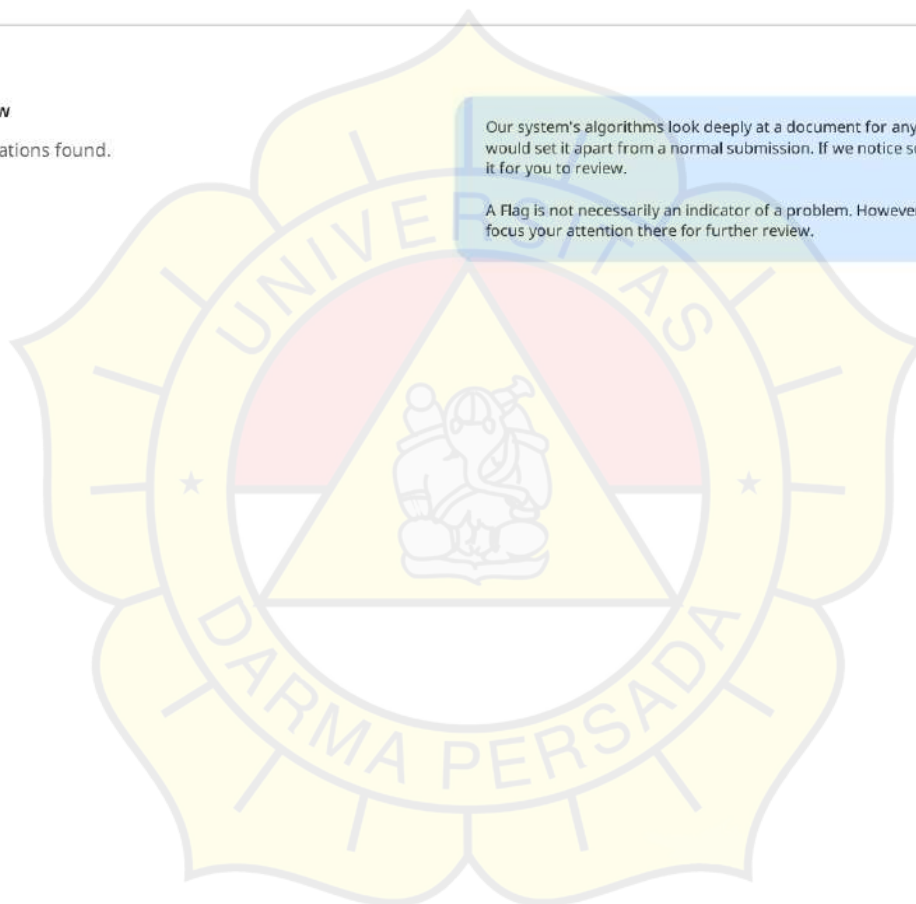 w
ations found.
Our system's algorithms look deeply at a document for any
would set it apart from a normal submission. If we notice so
it for you to review.
A Flag is not necessarily an indicator of a problem. However
focus your attention there for further review.
UNIVERSITAS
DARMA PERSADA